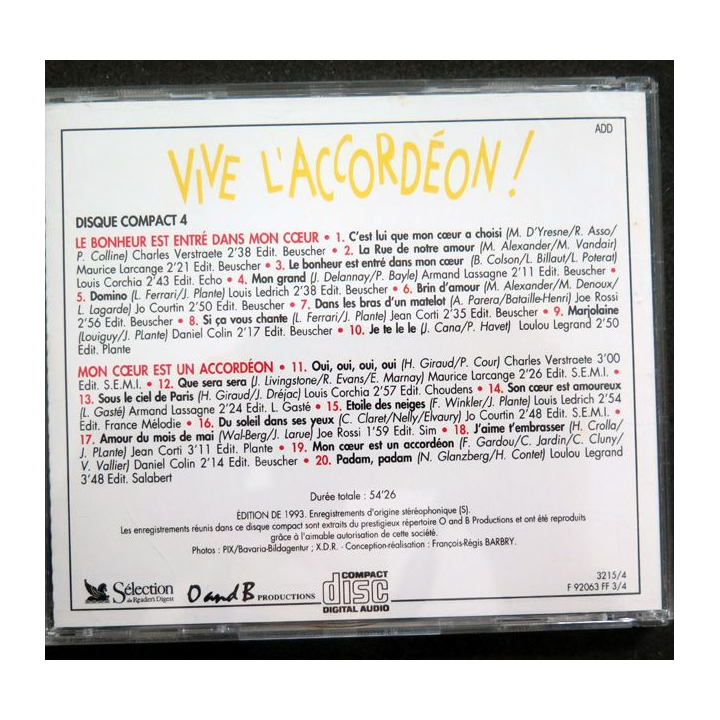 ADD
VIVE L'ACCORDÉON !
DISQUE COMPACT 4
LE BONHEUR EST ENTRÉ DANS MON CŒUR • 1. C'est lui que mon cœur a choisi (M. D'Yresne/R. Asso/
P. Colline) Charles Verstraete 2'38 Edit. Beuscher • 2. La Rue de notre amour (M. Alexander/M. Vandair)
Maurice Larcange 2'21 Edit. Beuscher • 3. Le bonheur est entré dans mon cœur (B. Colson/L. Billaut/L. Poterat)
Louis Corchia 2'43 Edit. Echo • 4. Mon grand (J. Delannay/P. Bayle) Armand Lassagne 2'11 Edit. Beuscher •
5. Domino (L. Ferrari/J. Plante) Louis Ledrich 2'38 Edit. Beuscher • 6. Brin d'amour (M. Alexander/M. Denoux/
L. Lagarde) Jo Courtin 2'50 Edit. Beuscher • 7. Dans les bras d'un matelot (A. Parera/Bataille-Henri) Joe Rossi
2'56 Edit. Beuscher • 8. Si ça vous chante (L. Ferrari/J. Plante) Jean Corti 2'35 Edit. Beuscher • 9. Marjolaine
(Louiguy/J. PLante) Daniel Colin 2'17 Edit. Beuscher • 10. Je te le le (J. Cana/P. Havet) Loulou Legrand 2'50
Edit. Plante
MON CŒUR EST UN ACCORDÉON • 11. Oui, oui, oui, oui (H. Giraud/P. Cour) Charles Verstraete 3'00
Edit. S.E.M.I. • 12. Que sera sera (J. Livingstone/R. Evans/E. Marnay) Maurice Larcange 2'26 Edit. S.E.M.I. •
13. Sous le ciel de Paris (H. Giraud/J. Dréjac) Louis Corchia 2'57 Edit. Choudens • 14. Son cœur est amoureux
(L. Gasté) Armand Lassagne 2'24 Edit. L. Gasté • 15. Etoile des neiges (F. Winkler/J. Plante) Louis Ledrich 2'54
Edit. France Mélodie • 16. Du soleil dans ses yeux (C. Claret/Nelly/Elvaury) Jo Courtin 2'48 Edit. S.E.M.I. •
17. Amour du mois de mai (Wal-Berg/J. Larue) Joe Rossi 1'59 Edit. Sim • 18. J'aime t'embrasser (H. Crolla/
J. PLante) Jean Corti 3'11 Edit. Plante • 19. Mon cœur est un accordéon (F. Gardou/C. Jardin/C. Cluny/
V. Vallier) Daniel Colin 2'14 Edit. Beuscher • 20. Padam, padam (N. Glanzberg/H. Contet) Loulou Legrand
3'48 Edit. Salabert
Durée totale : 54'26
ÉDITION DE 1993. Enregistrements d'origine stéréophonique (S).
Les enregistrements réunis dans ce disque compact sont extraits du prestigieux répertoire O and B Productions et ont été reproduits
grâce à l'aimable autorisation de cette société.
Photos : PIX/Bavaria-Bildagentur ; X.D.R. - Conception-réalisation : François-Régis BARBRY.
Sélection
du Reader's Digest
O and B PRODUCTIONS
COMPACT
disc
DIGITAL AUDIO
3215/4
F 92063 FF 3/4